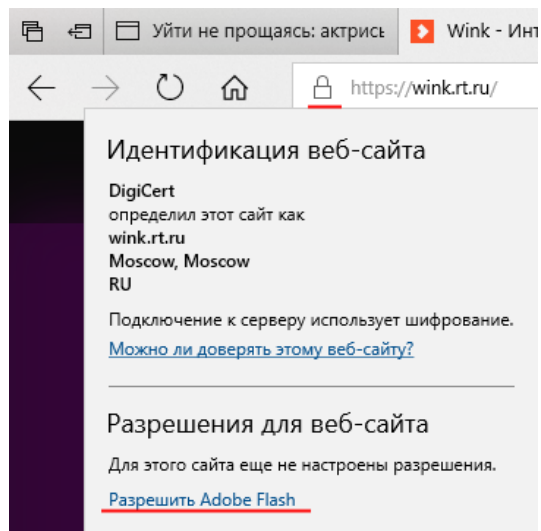 Уйти не прощаясь: актрисы
Wink - Инт
https://wink.rt.ru/
Идентификация веб-сайта
DigiCert
определил этот сайт как
wink.rt.ru
Moscow, Moscow
RU
Подключение к серверу использует шифрование.
Можно ли доверять этому веб-сайту?
Разрешения для веб-сайта
Для этого сайта еще не настроены разрешения.
Разрешить Adobe Flash